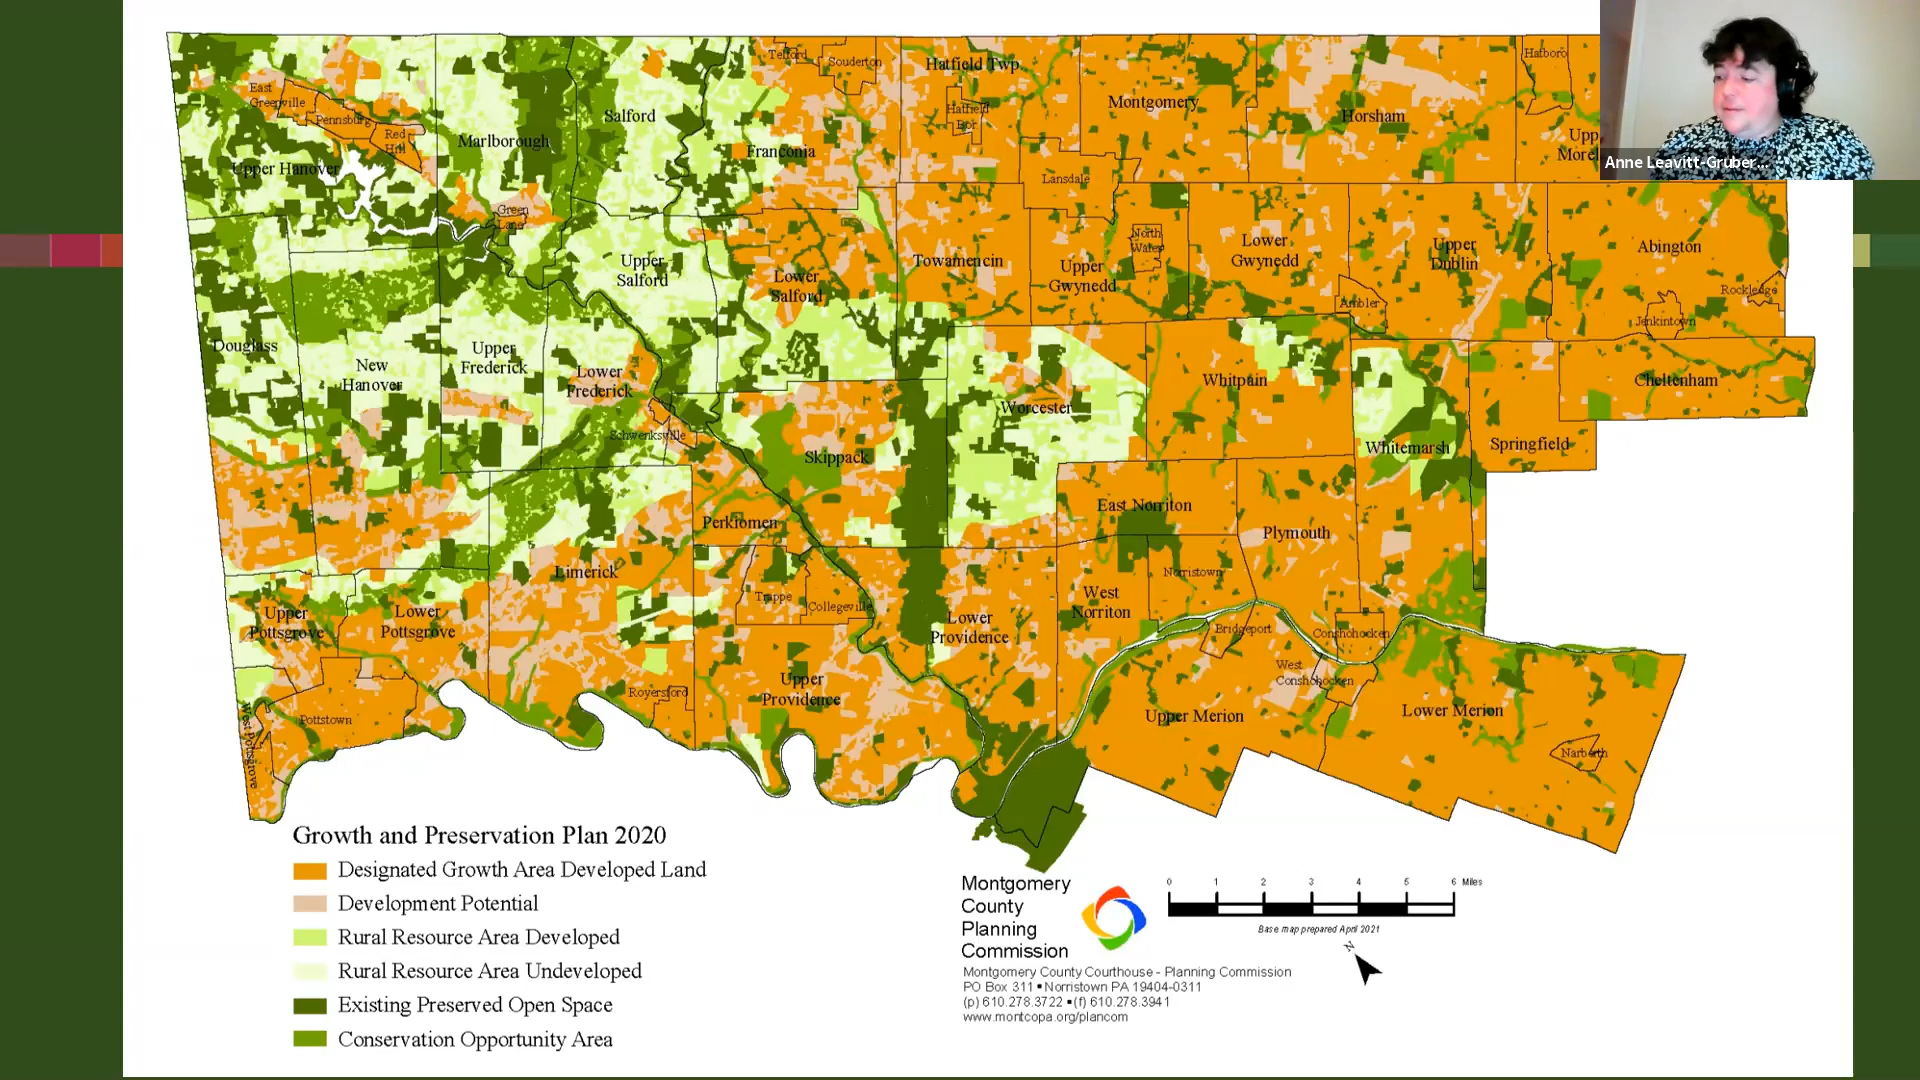 Telford
Souderton
Hatfield Twp
Hatboro
East
Greenville
Pennsburg
Red
Hill
Marlborough
Salford
Hatfield
Bor
Montgomery
Horsham
Upp
More
Anne Leavitt-Gruber...
Upper Hanover
Franconia
Lansdale
Green
Lane
Upper
Salford
Lower
Salford
Towamencin
Upper
Gwynedd
North
Wales
Lower
Gwynedd
Upper
Dublin
Abington
Rockledge
Ambler
Jenkintown
Douglass
New
Hanover
Upper
Frederick
Lower
Frederick
Worcester
Whitpain
Cheltenham
Schwenksville
Skippack
Whitemarsh
Springfield
Perkiomen
East Norriton
Plymouth
Limerick
Trappe
Collegeville
West
Norriton
Norristown
Upper
Pottsgrove
Lower
Pottsgrove
Lower
Providence
Bridgeport
Conshohocken
West
Conshohocken
Upper
Providence
Royersford
Pottstown
West Pottsgrove
Upper Merion
Lower Merion
Narberth
Growth and Preservation Plan 2020
Designated Growth Area Developed Land
Development Potential
Rural Resource Area Developed
Rural Resource Area Undeveloped
Existing Preserved Open Space
Conservation Opportunity Area
Montgomery
County
Planning
Commission
0 1 2 3 4 5 6 Miles
Base map prepared April 2021
N
Montgomery County Courthouse - Planning Commission
PO Box 311 ▪ Norristown PA 19404-0311
(p) 610.278.3722 ▪ (f) 610.278.3941
www.montcopa.org/plancom